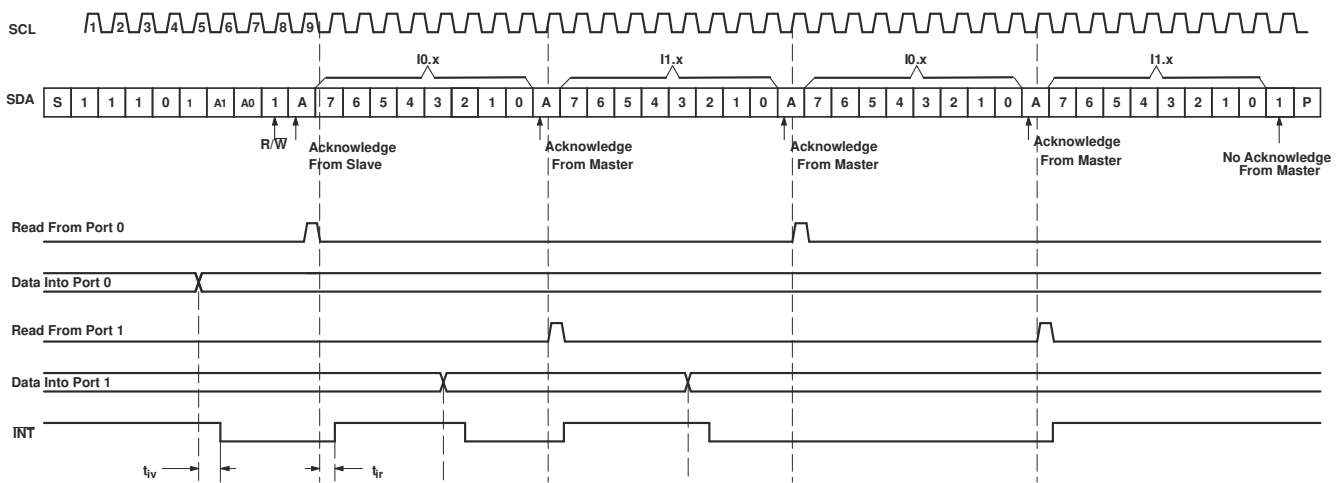 SCL 1 2 3 4 5 6 7 8 9
I0.x I1.x I0.x I1.x
SDA S 1 1 1 0 1 A1 A0 1 A 7 6 5 4 3 2 1 0 A 7 6 5 4 3 2 1 0 A 7 6 5 4 3 2 1 0 A 7 6 5 4 3 2 1 0 1 P
R/W
Acknowledge
From Slave
Acknowledge
From Master
Acknowledge
From Master
Acknowledge
From Master
No Acknowledge
From Master
Read From Port 0
Data Into Port 0
Read From Port 1
Data Into Port 1
INT
tiv
tir